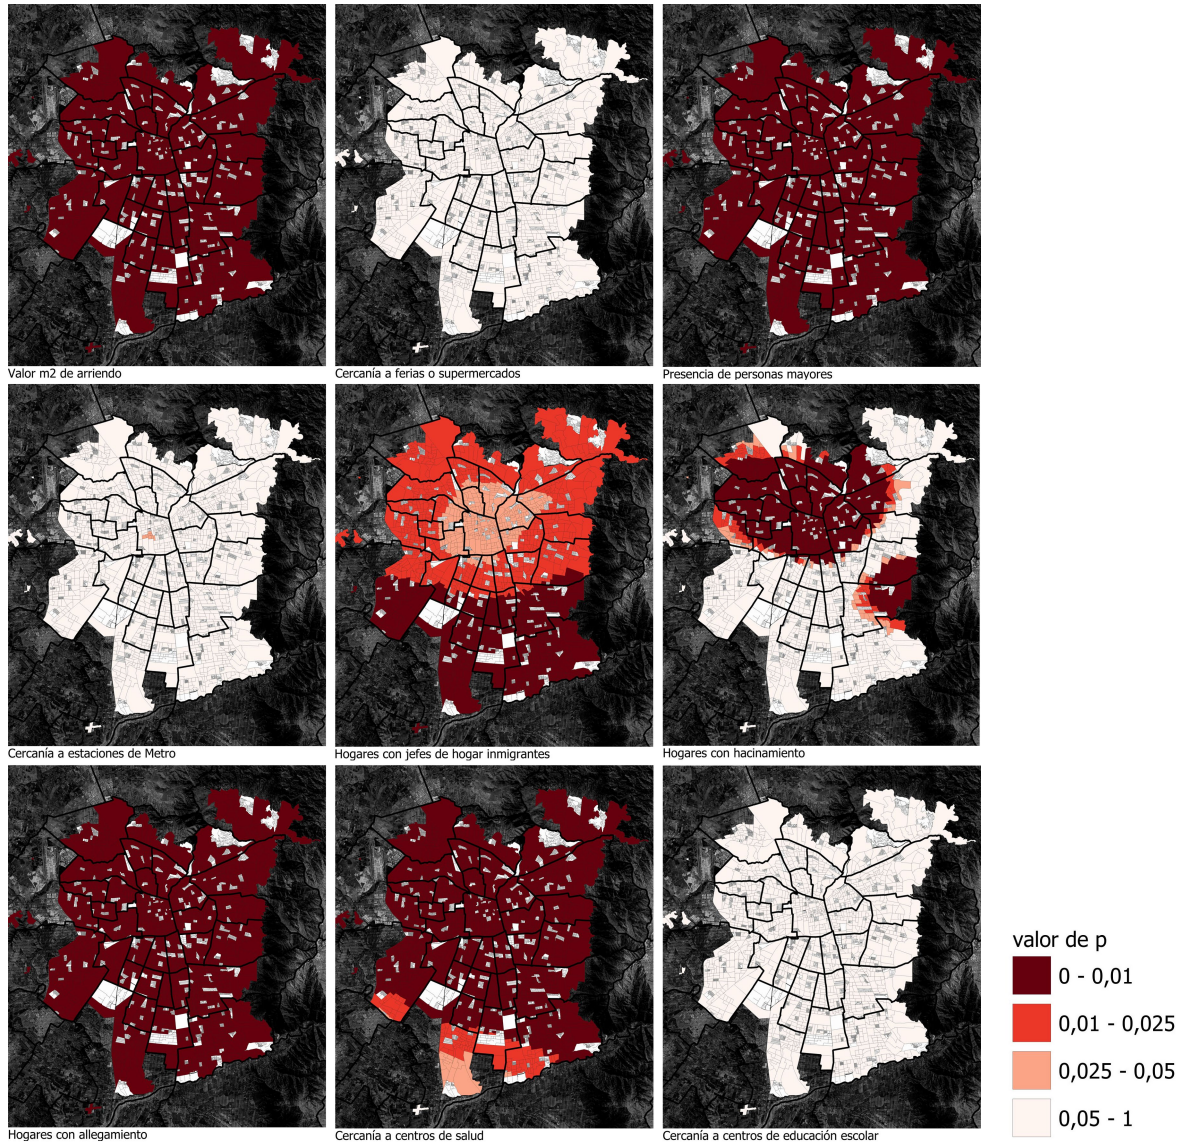 Valor m2 de arriendo
Cercanía a ferias o supermercados
Presencia de personas mayores
Cercanía a estaciones de Metro
Hogares con jefes de hogar inmigrantes
Hogares con hacinamiento
Hogares con allegamiento
Cercanía a centros de salud
Cercanía a centros de educación escolar
valor de p
0 - 0,01
0,01 - 0,025
0,025 - 0,05
0,05 - 1